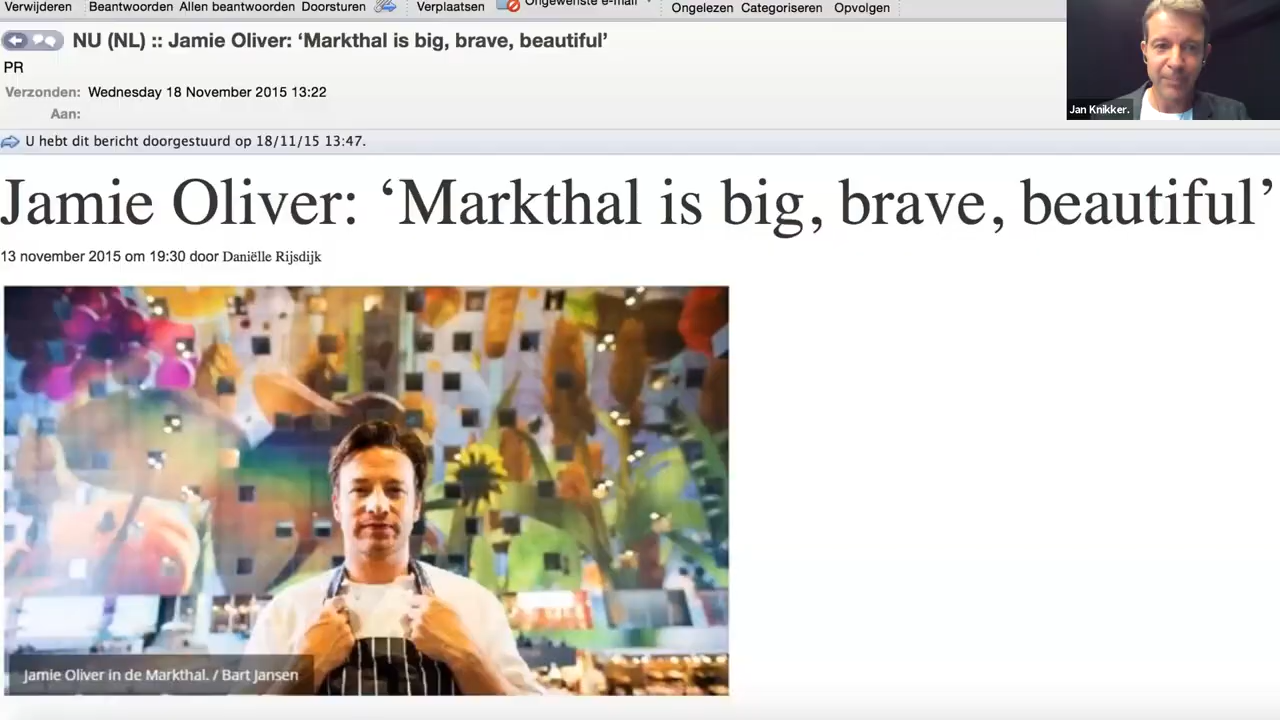 Verwijderen Beantwoorden Allen beantwoorden Doorsturen Verplaatsen Ongewenste e-mail Ongelezen Categoriseren Opvolgen
NU (NL) :: Jamie Oliver: ‘Markthal is big, brave, beautiful’
PR
Verzonden: Wednesday 18 November 2015 13:22
Aan:
Jan Knikker.
U hebt dit bericht doorgestuurd op 18/11/15 13:47.
Jamie Oliver: ‘Markthal is big, brave, beautiful’
13 november 2015 om 19:30 door Daniëlle Rijsdijk
Jamie Oliver in de Markthal. / Bart Jansen